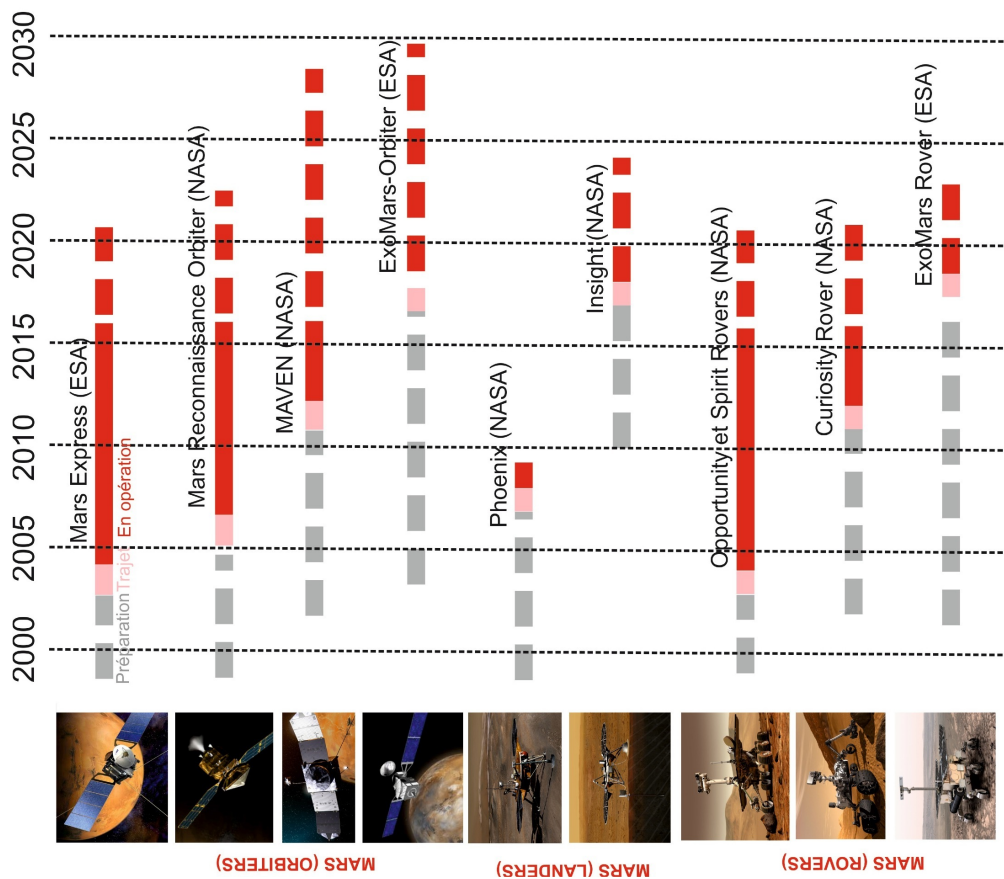 2000
2005
2010
2015
2020
2025
2030
Mars Express (ESA)
Préparation
Trajet
En opération
Mars Reconnaissance Orbiter (NASA)
MAVEN (NASA)
ExoMars-Orbiter (ESA)
Phoenix (NASA)
Insight (NASA)
Opportunity et Spirit Rovers (NASA)
Curiosity Rover (NASA)
ExoMars Rover (ESA)
MARS (ORBITERS)
MARS (LANDERS)
MARS (ROVERS)